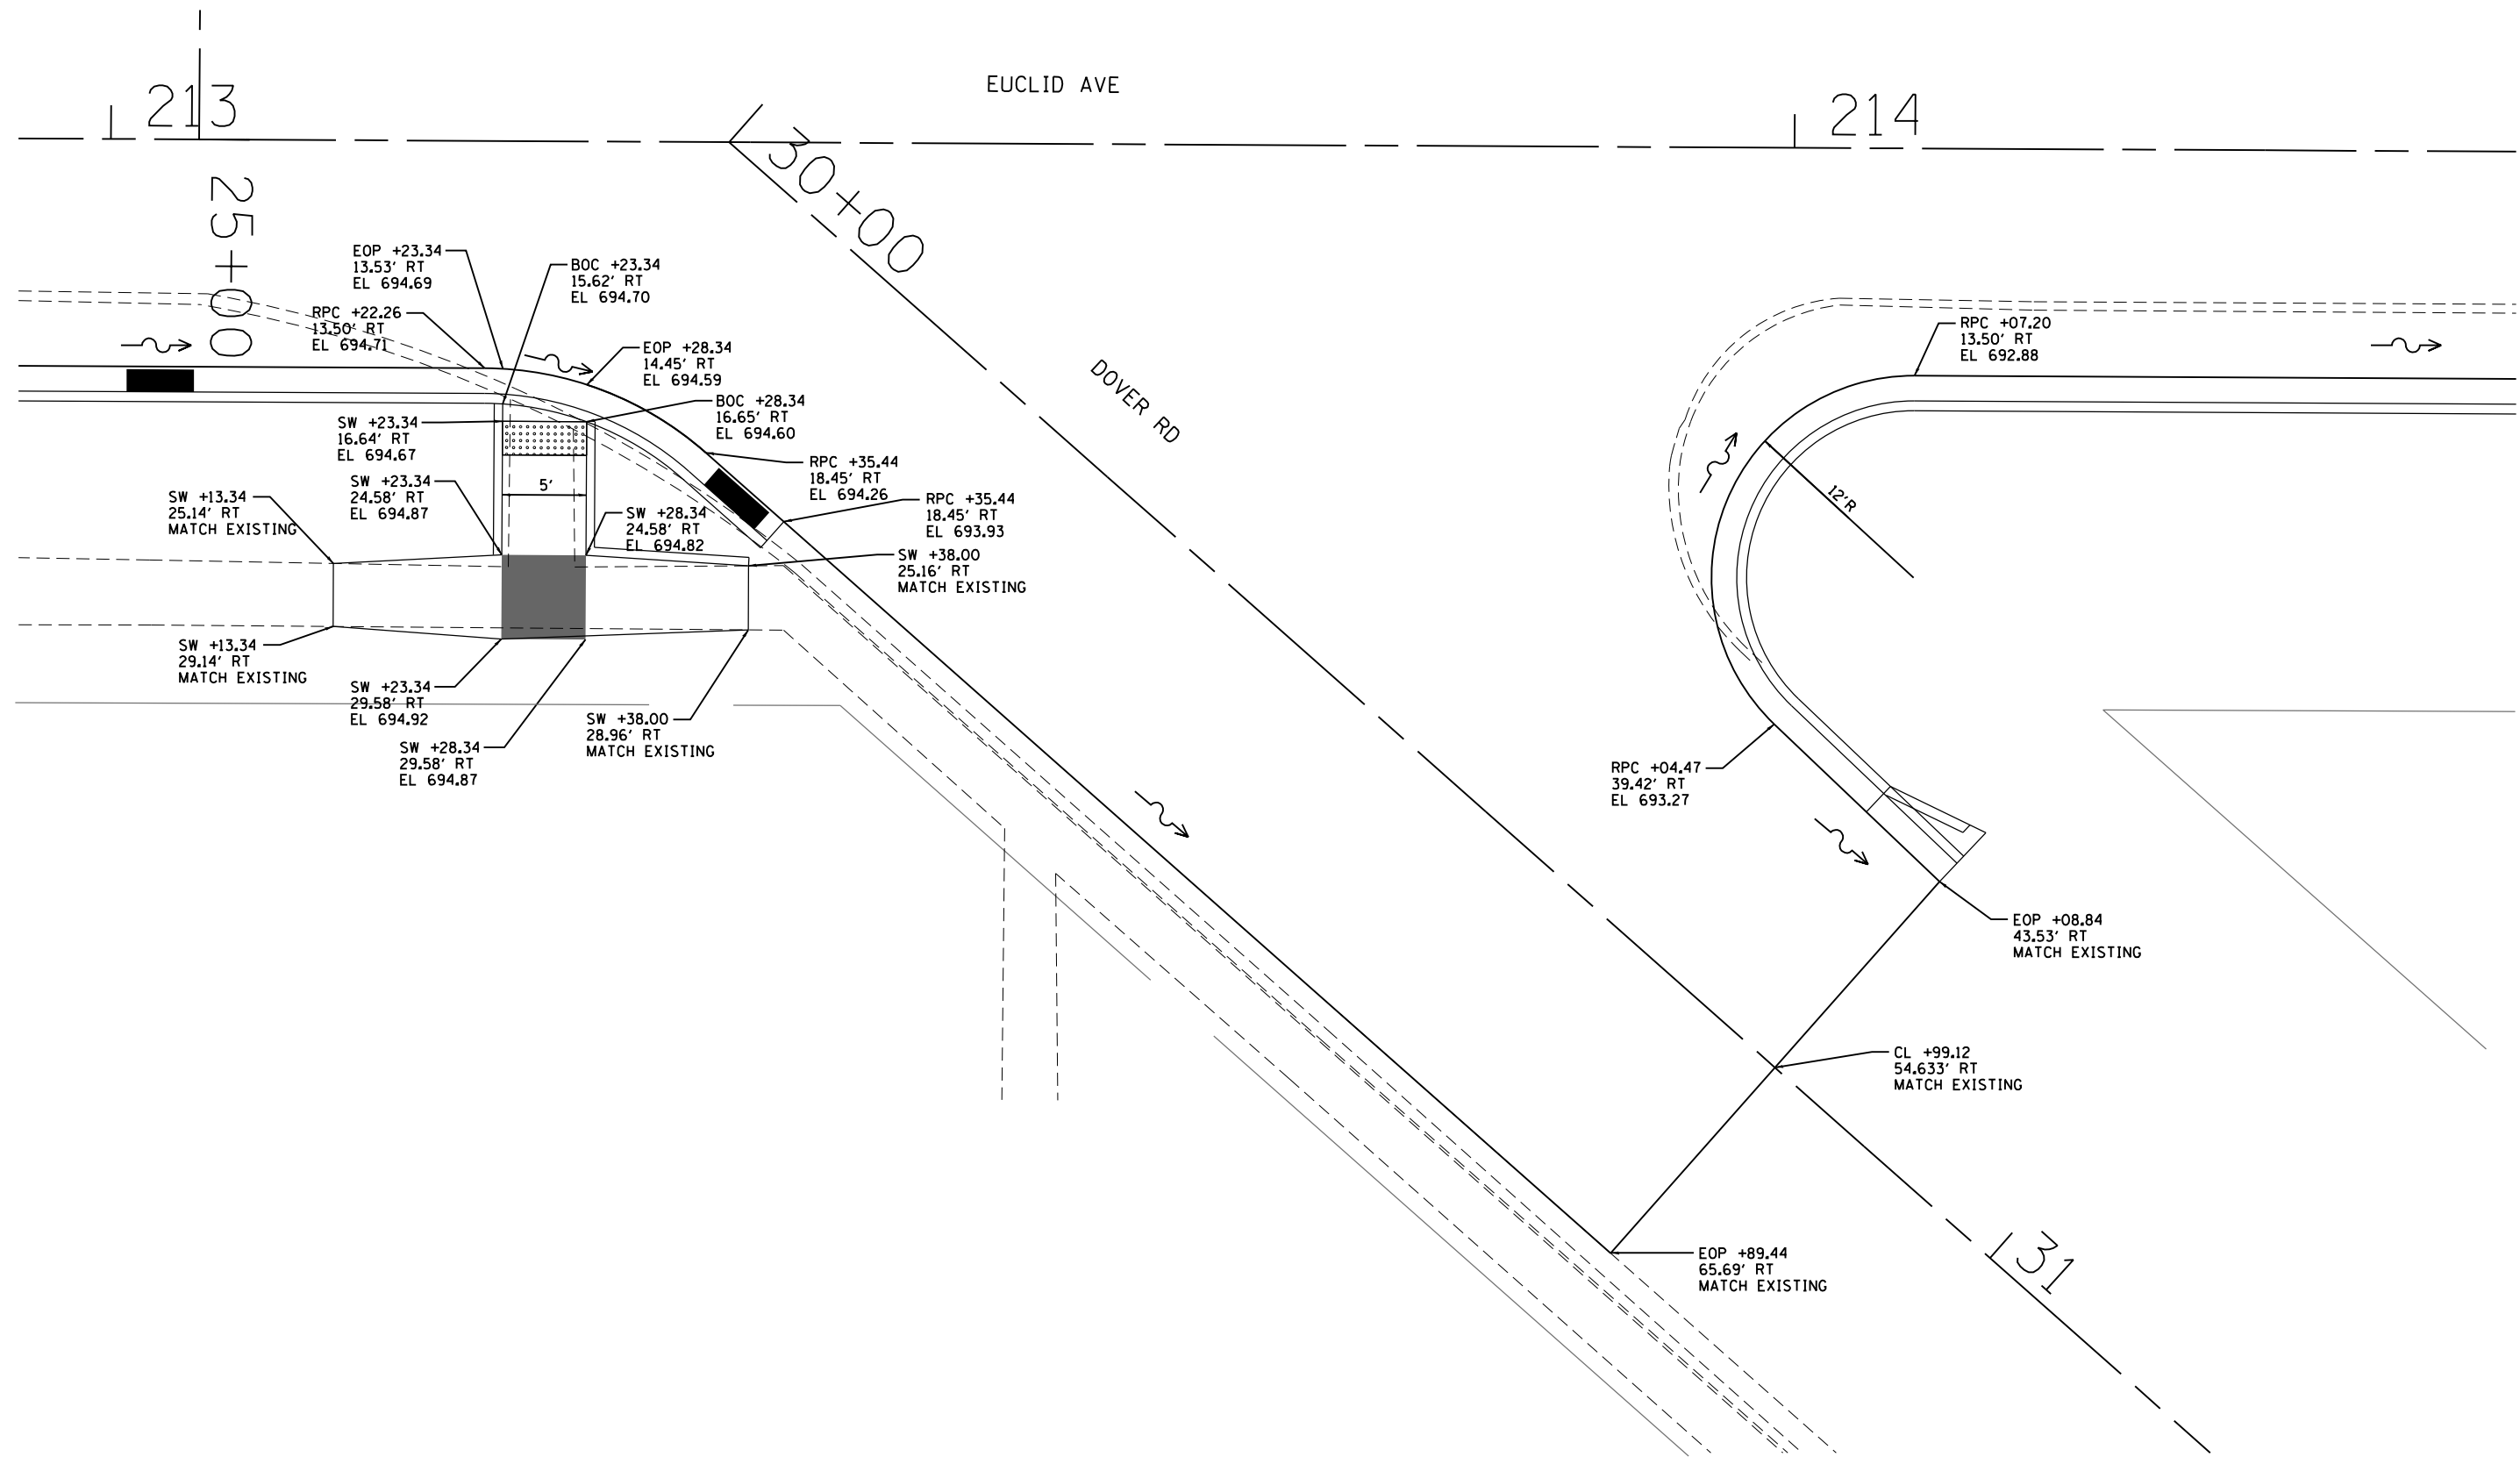 EUCLID AVE
213
214
25+00
30+00
EOP +23.34
13.53' RT
EL 694.69
BOC +23.34
15.62' RT
EL 694.70
RPC +22.26
13.50' RT
EL 694.71
EOP +28.34
14.45' RT
EL 694.59
RPC +07.20
13.50' RT
EL 692.88
DOVER RD
BOC +28.34
16.65' RT
EL 694.60
SW +23.34
16.64' RT
EL 694.67
RPC +35.44
18.45' RT
EL 694.26
SW +23.34
24.58' RT
EL 694.87
5'
12'R
SW +13.34
25.14' RT
MATCH EXISTING
RPC +35.44
18.45' RT
EL 693.93
SW +28.34
24.58' RT
EL 694.82
SW +38.00
25.16' RT
MATCH EXISTING
SW +13.34
29.14' RT
MATCH EXISTING
SW +23.34
29.58' RT
EL 694.92
SW +38.00
28.96' RT
MATCH EXISTING
SW +28.34
29.58' RT
EL 694.87
RPC +04.47
39.42' RT
EL 693.27
EOP +08.84
43.53' RT
MATCH EXISTING
CL +99.12
54.633' RT
MATCH EXISTING
EOP +89.44
65.69' RT
MATCH EXISTING
31